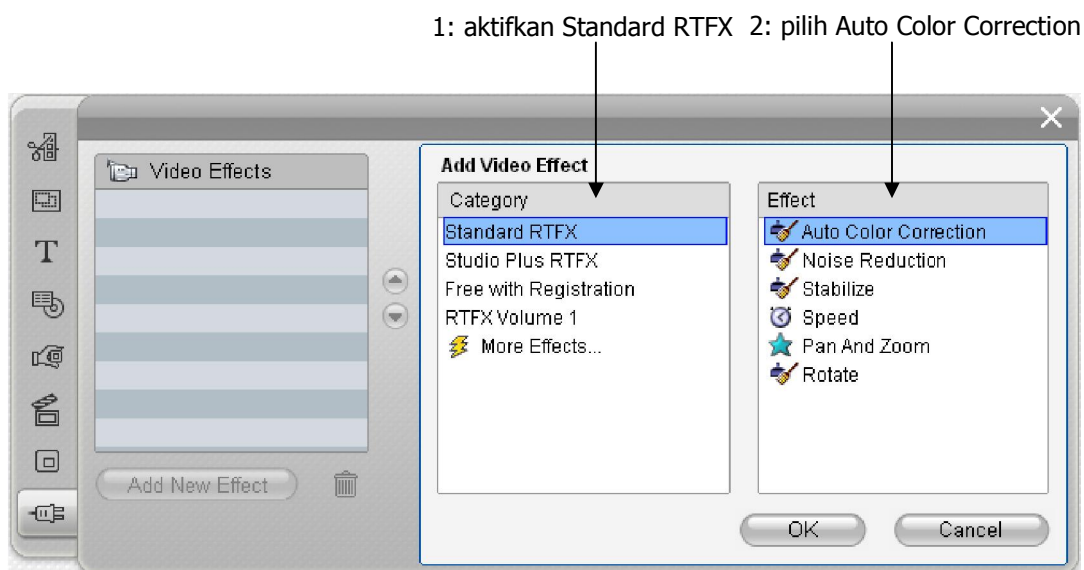 1: aktifkan Standard RTFX 2: pilih Auto Color Correction
Video Effects
Add New Effect
Add Video Effect
Category
Standard RTFX
Studio Plus RTFX
Free with Registration
RTFX Volume 1
More Effects...
Effect
Auto Color Correction
Noise Reduction
Stabilize
Speed
Pan And Zoom
Rotate
OK
Cancel
T